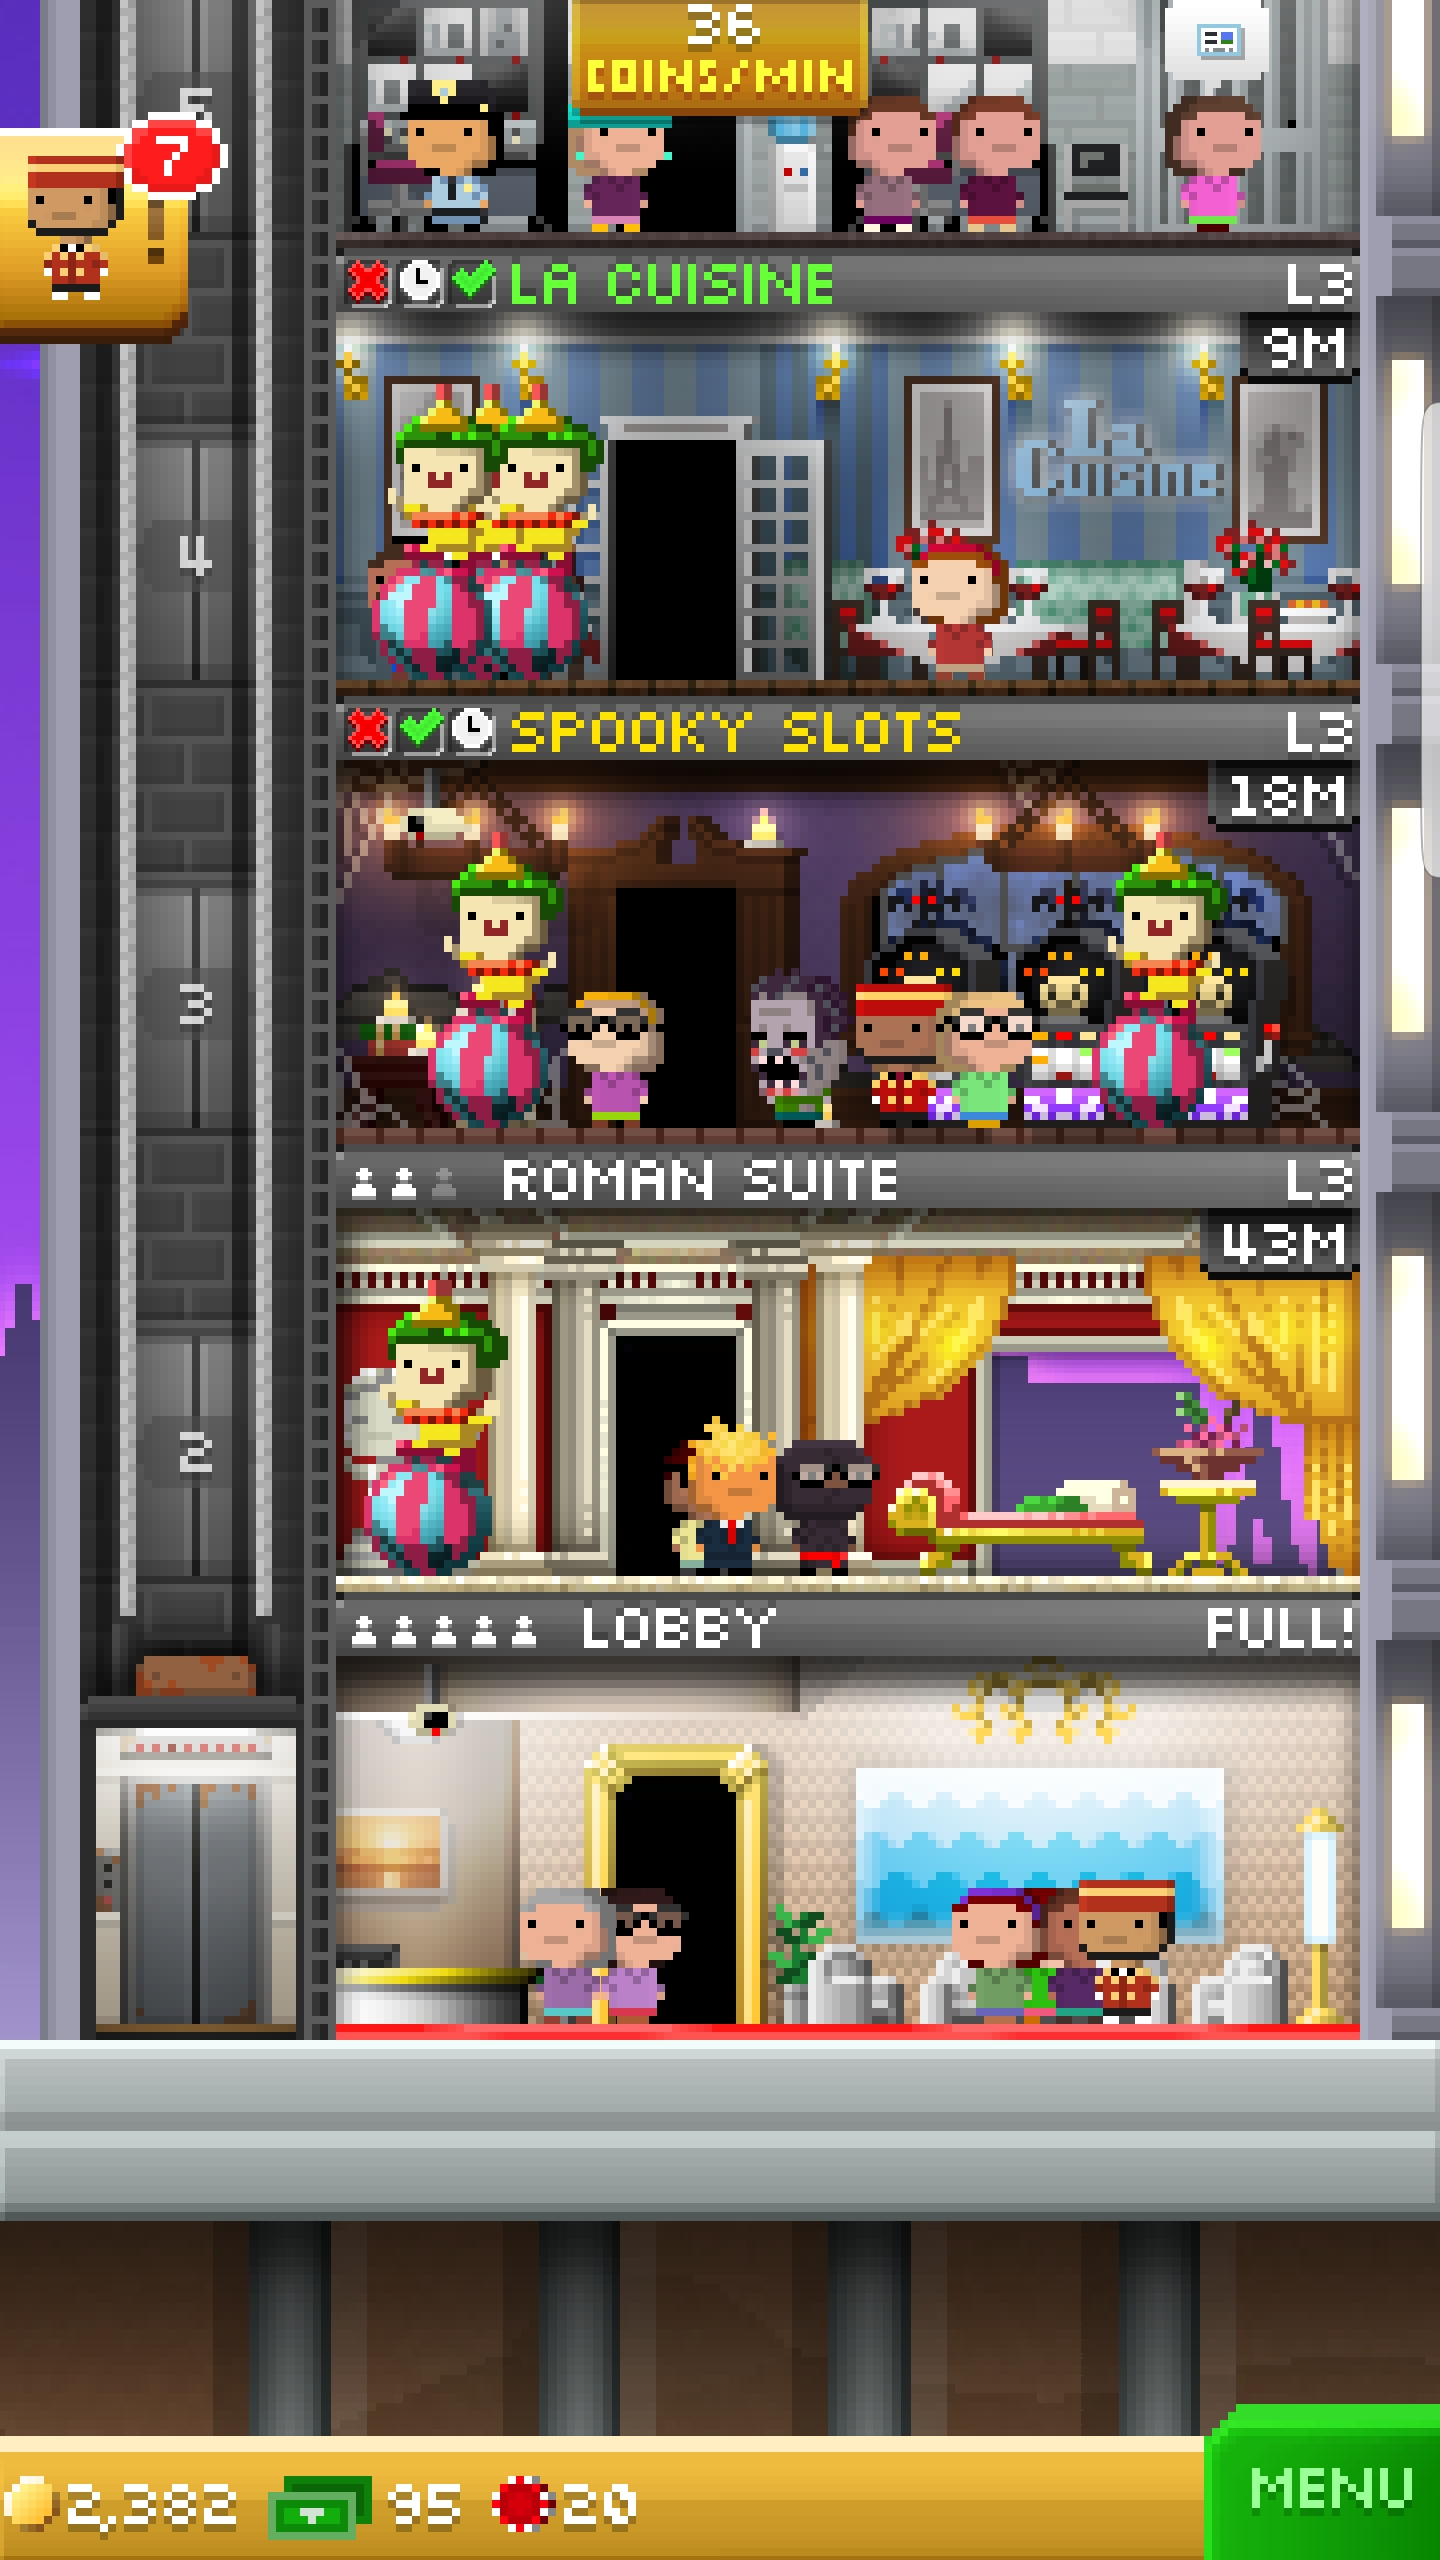 36
COINS/MIN
5
7
!
LA CUISINE L3
9M
La
Cuisine
4
SPOOKY SLOTS L3
18M
3
ROMAN SUITE L3
43M
2
LOBBY FULL!
2,382 95 20
MENU